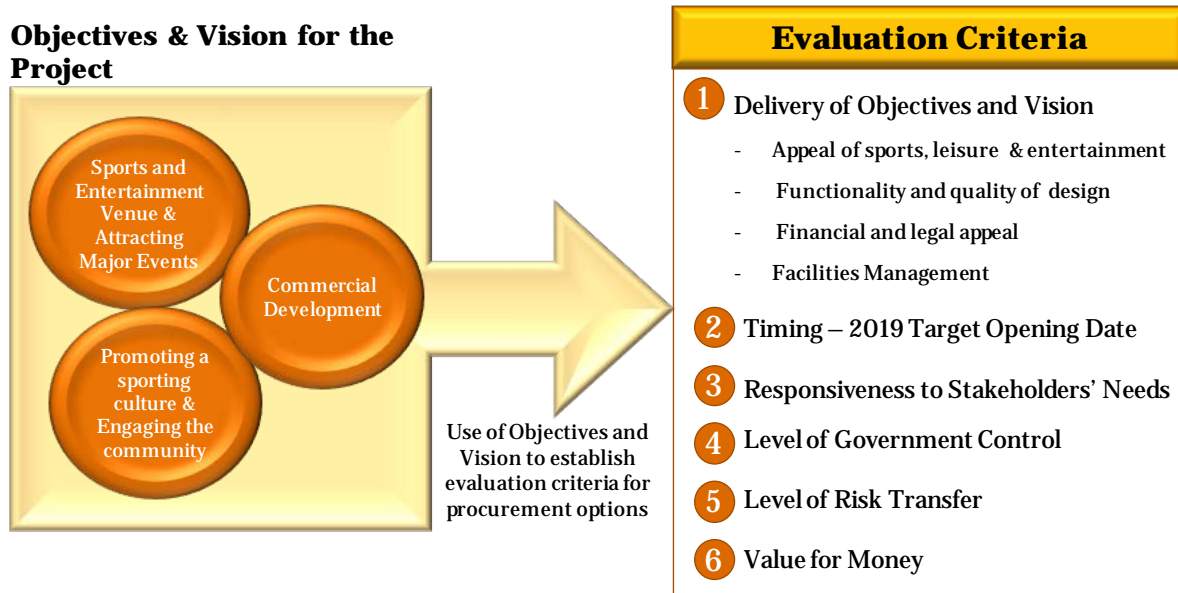 Objectives & Vision for the
Project
Sports and
Entertainment
Venue &
Attracting
Major Events
Commercial
Development
Promoting a
sporting
culture &
Engaging the
community
Use of Objectives and
Vision to establish
evaluation criteria for
procurement options
Evaluation Criteria
1 Delivery of Objectives and Vision
- Appeal of sports, leisure & entertainment
- Functionality and quality of design
- Financial and legal appeal
- Facilities Management
2 Timing – 2019 Target Opening Date
3 Responsiveness to Stakeholders' Needs
4 Level of Government Control
5 Level of Risk Transfer
6 Value for Money